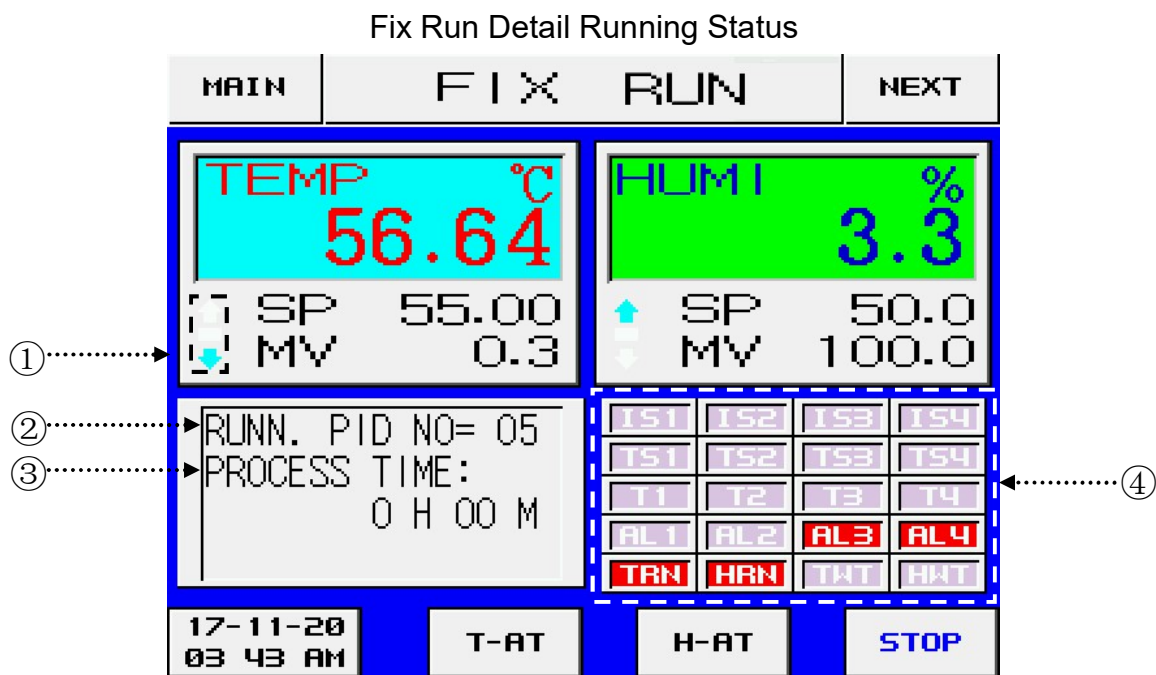 Fix Run Detail Running Status
MAIN FIX RUN NEXT
TEMP °C
56.64
SP 55.00
MV 0.3
HUMI %
3.3
SP 50.0
MV 100.0
①
②
③
RUNN. PID NO= 05
PROCESS TIME:
0 H 00 M
IS1 IS2 IS3 IS4
TS1 TS2 TS3 TS4
T1 T2 T3 T4
AL1 AL2 AL3 AL4
TRN HRN TWT HWT
④
17-11-20
03 43 AM
T-AT H-AT STOP